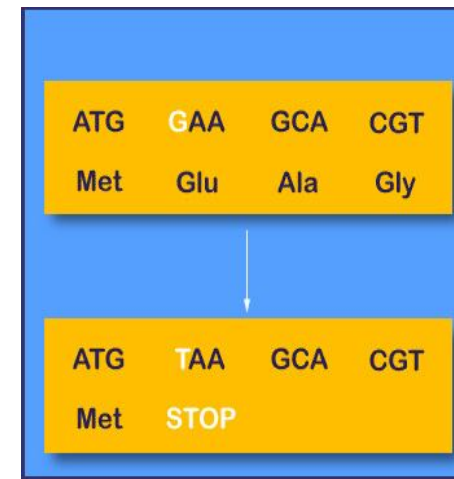 ATG GAA GCA CGT
Met Glu Ala Gly
ATG TAA GCA CGT
Met STOP